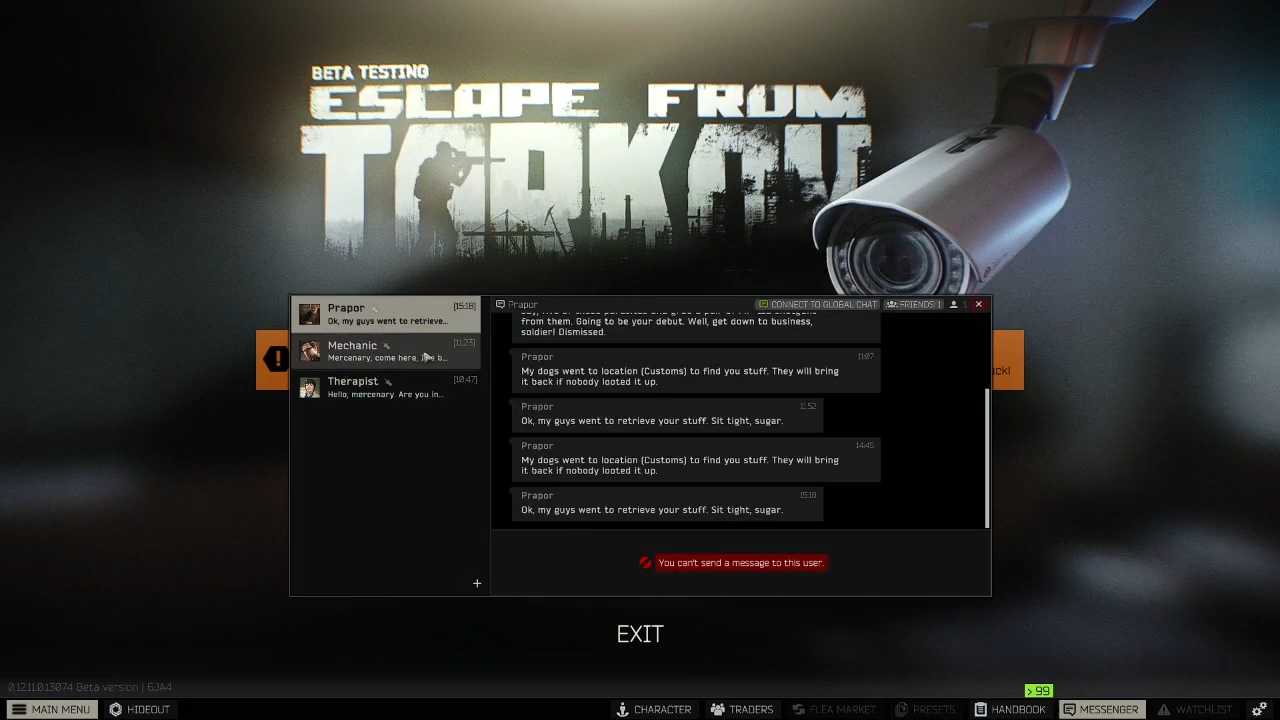 BETA TESTING
ESCAPE FROM
TARKOV
Prapor
[15:18]
Ok, my guys went to retrieve...
Mechanic
[11:23]
Mercenary, come here,
Therapist
[10:47]
Hello, mercenary. Are you in...
+
Prapor
CONNECT TO GLOBAL CHAT
FRIENDS: 1
1
from them. Going to be your debut. Well, get down to business,
soldier! Dismissed.
Prapor
11:07
My dogs went to location (Customs) to find you stuff. They will bring
it back if nobody looted it up.
Prapor
11:52
Ok, my guys went to retrieve your stuff. Sit tight, sugar.
Prapor
14:45
My dogs went to location (Customs) to find you stuff. They will bring
it back if nobody looted it up.
Prapor
15:18
Ok, my guys went to retrieve your stuff. Sit tight, sugar.
You can't send a message to this user.
EXIT
0.12.11.0.13074 Beta version | 6JA4
> 99
MAIN MENU
HIDEOUT
CHARACTER
TRADERS
FLEA MARKET
PRESETS
HANDBOOK
MESSENGER
WATCHLIST